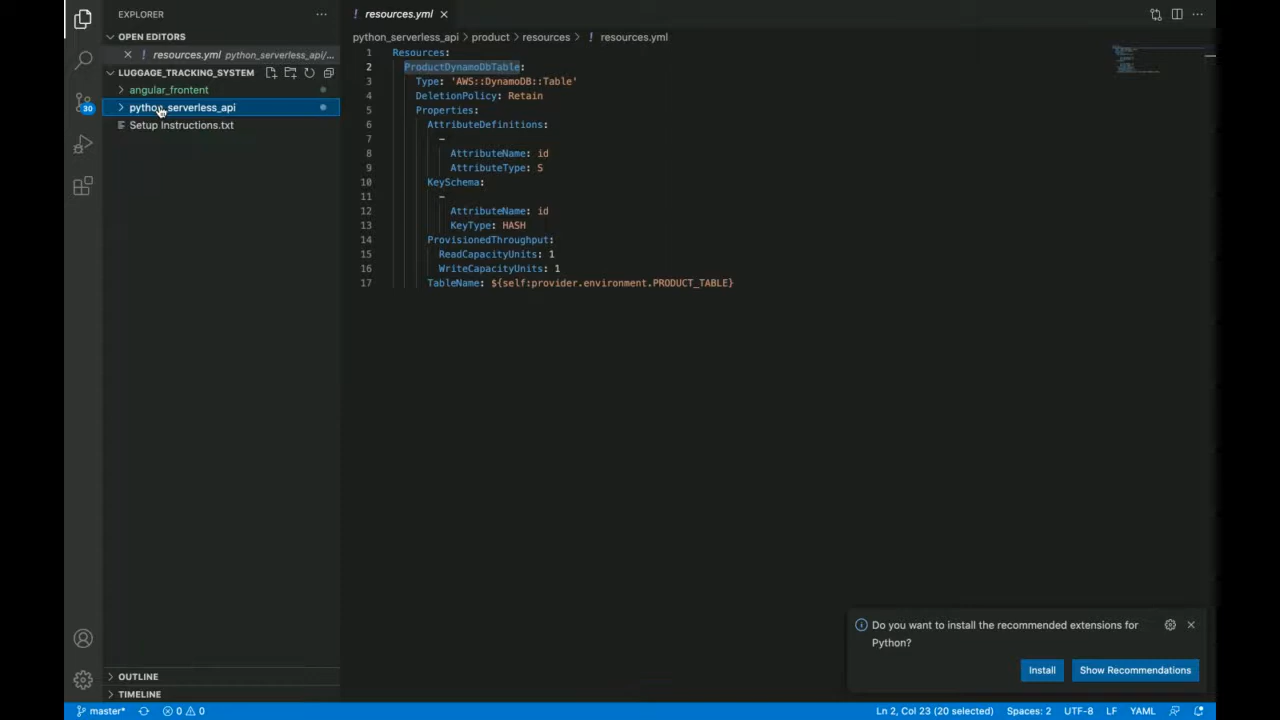 EXPLORER
OPEN EDITORS
! resources.yml python_serverless_api/...
LUGGAGE_TRACKING_SYSTEM
angular_frontent
python_serverless_api
Setup Instructions.txt
30
OUTLINE
TIMELINE
! resources.yml
python_serverless_api > product > resources > ! resources.yml
1 Resources:
2 ProductDynamoDbTable:
3 Type: 'AWS::DynamoDB::Table'
4 DeletionPolicy: Retain
5 Properties:
6 AttributeDefinitions:
7 -
8 AttributeName: id
9 AttributeType: S
10 KeySchema:
11 -
12 AttributeName: id
13 KeyType: HASH
14 ProvisionedThroughput:
15 ReadCapacityUnits: 1
16 WriteCapacityUnits: 1
17 TableName: ${self:provider.environment.PRODUCT_TABLE}
Do you want to install the recommended extensions for
Python?
Install Show Recommendations
master* 0 0 Ln 2, Col 23 (20 selected) Spaces: 2 UTF-8 LF YAML